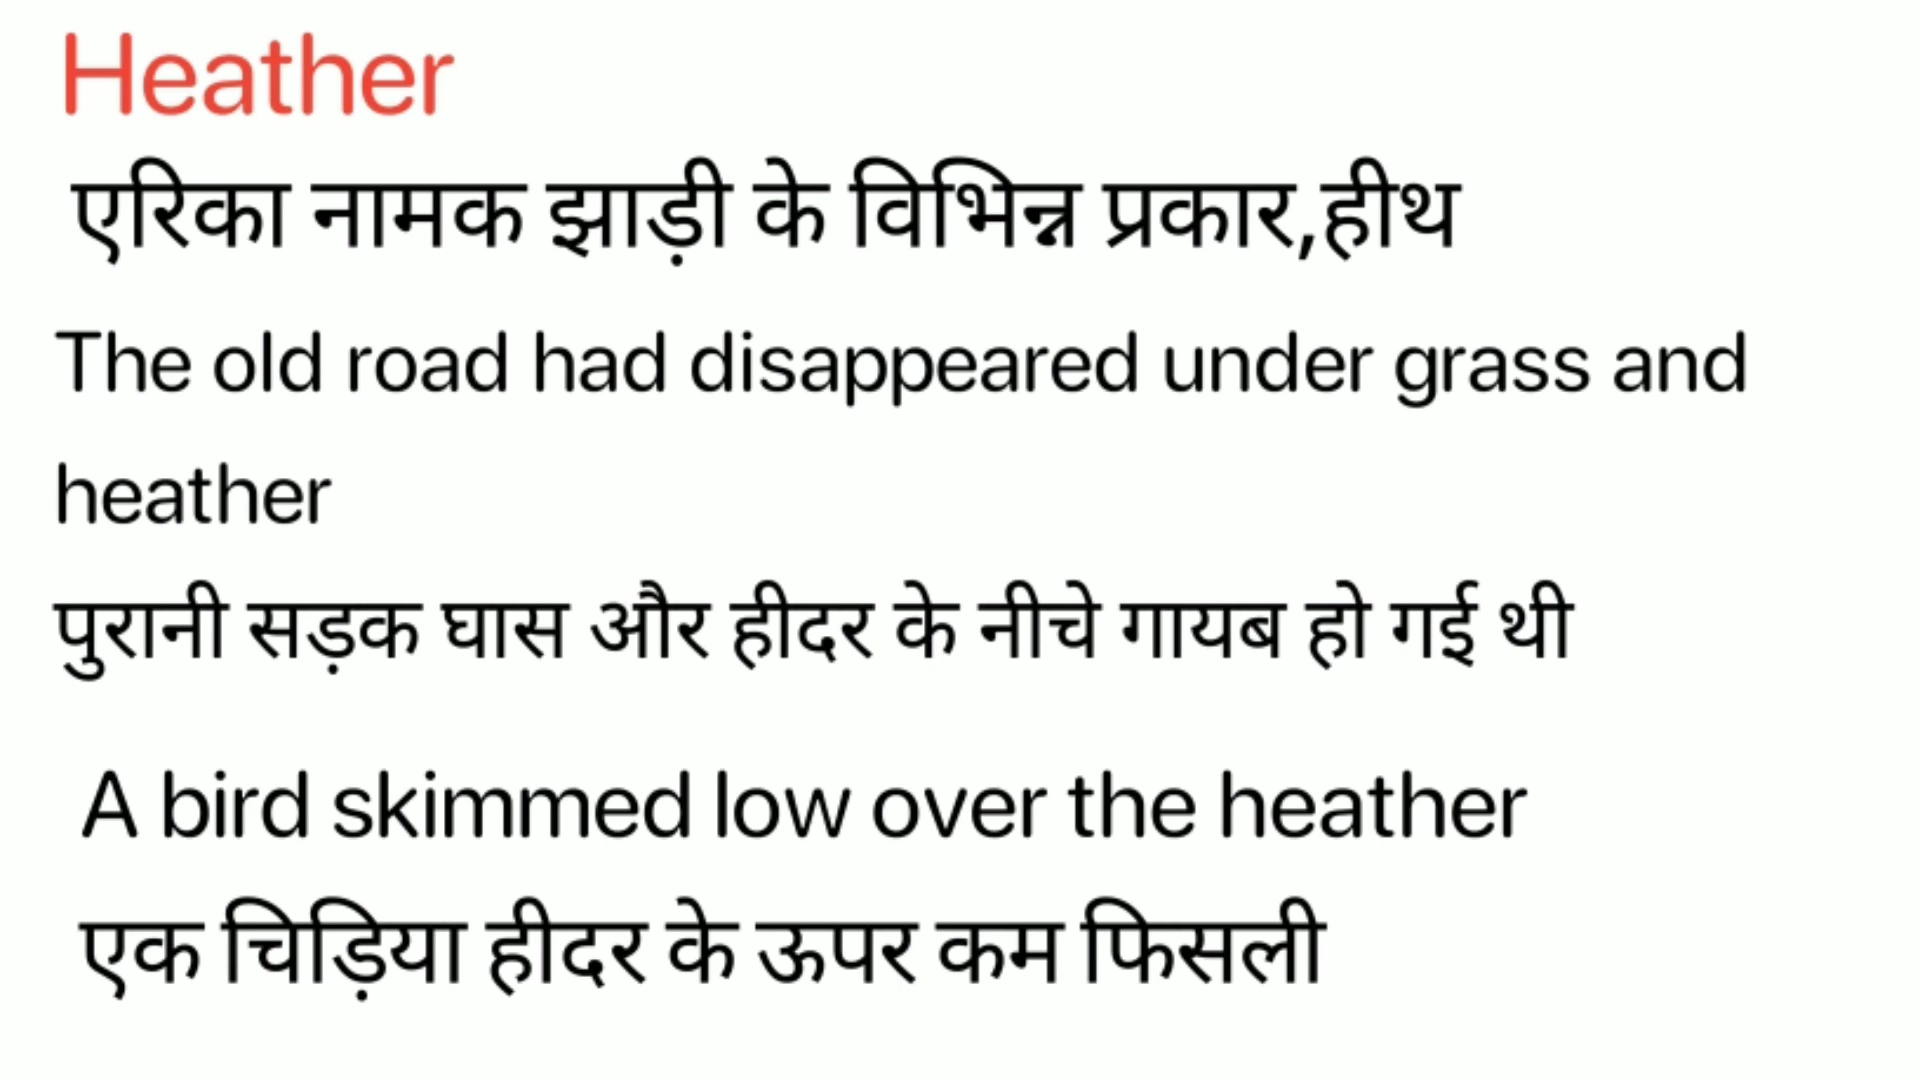 Heather
एरिका नामक झाड़ी के विभिन्न प्रकार,हीथ
The old road had disappeared under grass and
heather
पुरानी सड़क घास और हीदर के नीचे गायब हो गई थी
A bird skimmed low over the heather
एक चिड़िया हीदर के ऊपर कम फिसली